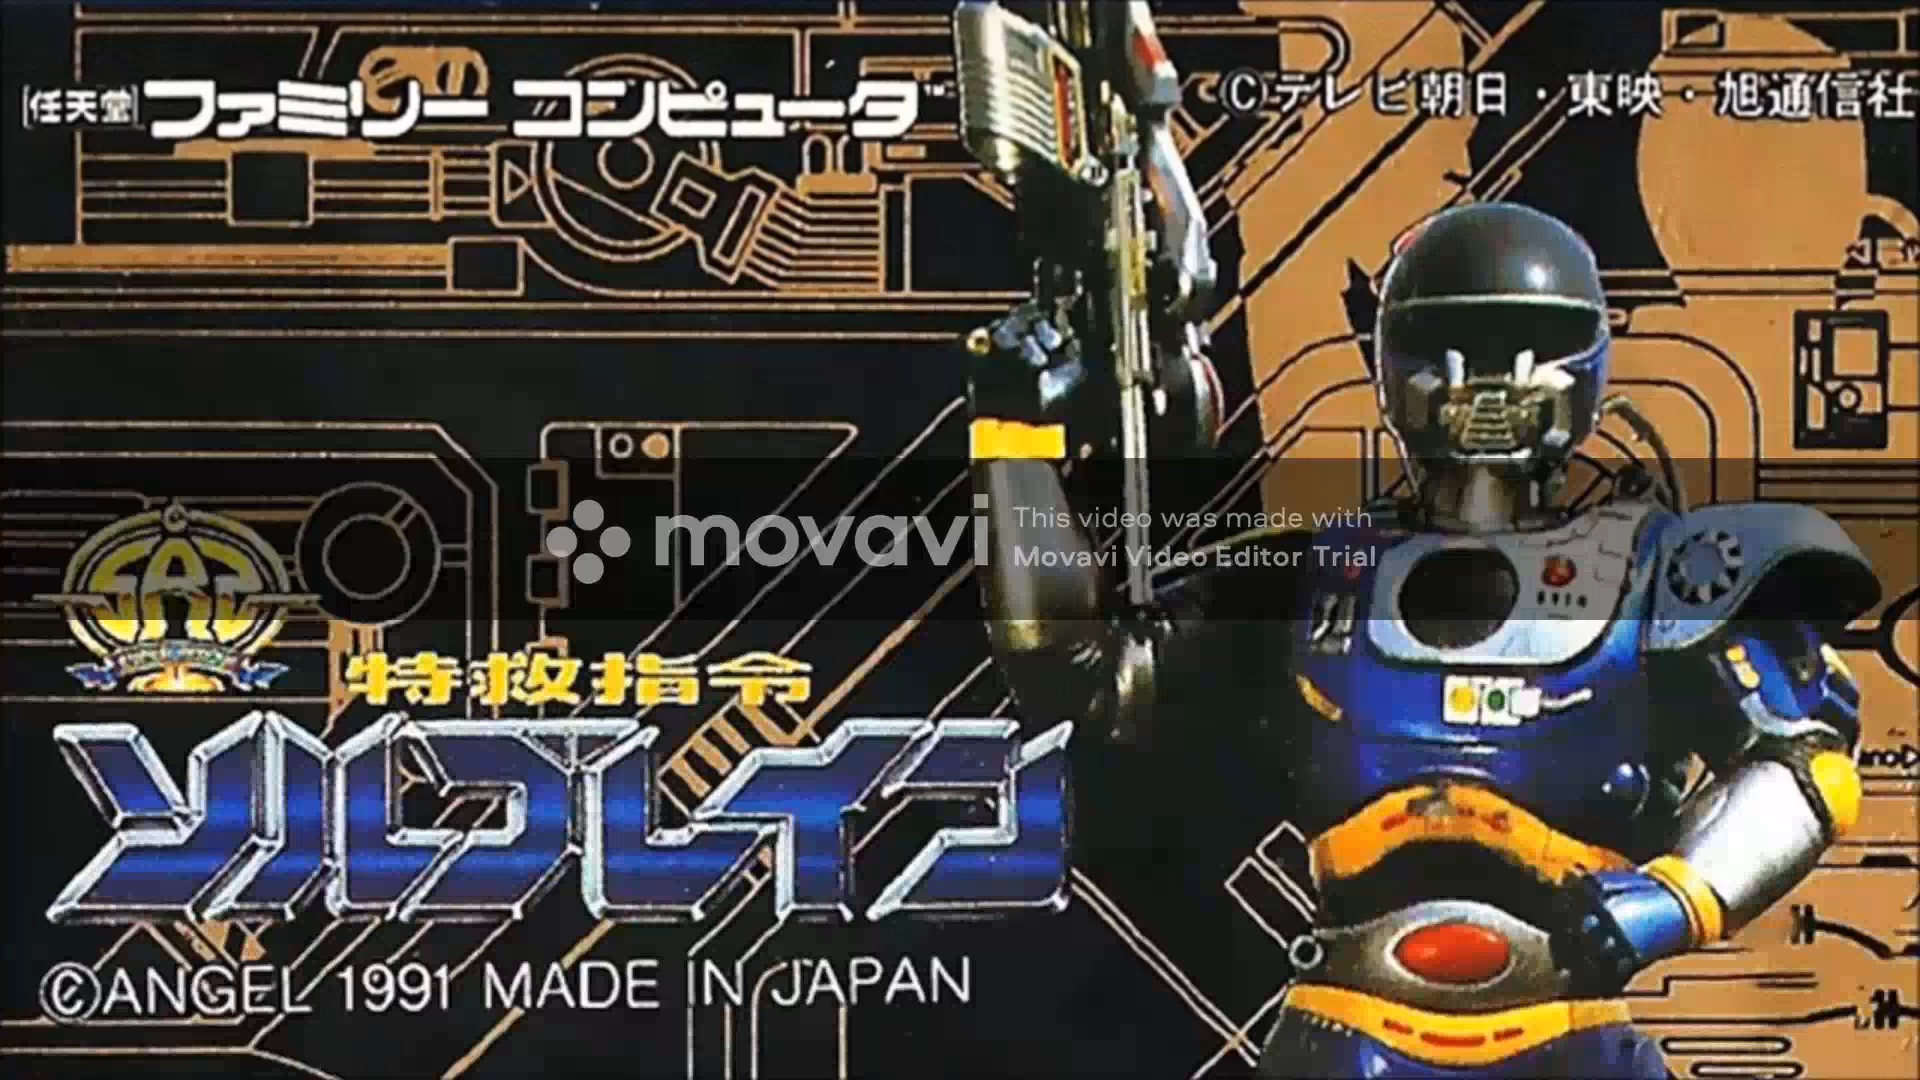 [任天堂] ファミリー コンピュータ™
©テレビ朝日・東映・旭通信社
movavi
This video was made with
Movavi Video Editor Trial
特救指令
ソルブレイン
©ANGEL 1991 MADE IN JAPAN